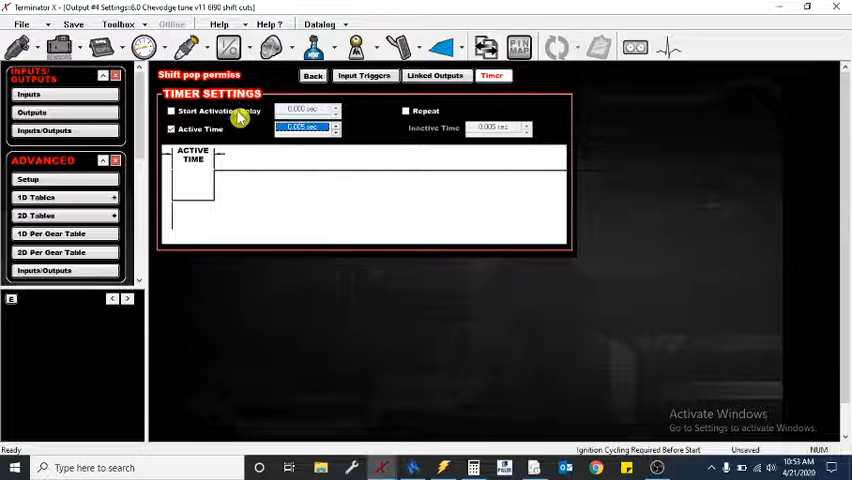 Terminator X - [Output #4 Settings::6.0 Chevodge tune v11 6l90 shift cuts]
File Save Toolbox Offline Help Help ? Datalog
SENSORS
I/O
NOT
PIN
MAP
INPUTS/
OUTPUTS
Inputs
Outputs
Inputs/Outputs
ADVANCED
Setup
1D Tables +
2D Tables +
1D Per Gear Table
2D Per Gear Table
Inputs/Outputs
E < >
Shift pop permiss Back Input Triggers Linked Outputs Timer
TIMER SETTINGS
Start Activation Delay 0.000 sec Repeat
Active Time 0.005 sec Inactive Time 0.005 sec
ACTIVE
TIME
Activate Windows
Go to Settings to activate Windows.
Ready Ignition Cycling Required Before Start Unsaved NUM
Type here to search
10:53 AM
4/21/2020